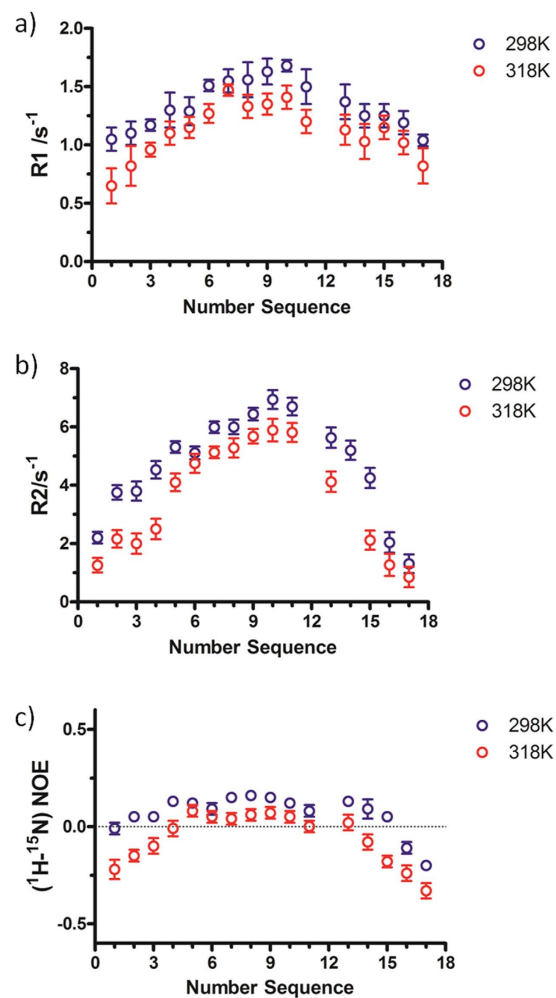 a)
298K
318K
R1 /s-1
2.0
1.5
1.0
0.5
0.0
0 3 6 9 12 15 18
Number Sequence
b)
298K
318K
R2/s-1
8
6
4
2
0
0 3 6 9 12 15 18
Number Sequence
c)
298K
318K
(1H-15N) NOE
0.5
0.0
-0.5
0 3 6 9 12 15 18
Number Sequence